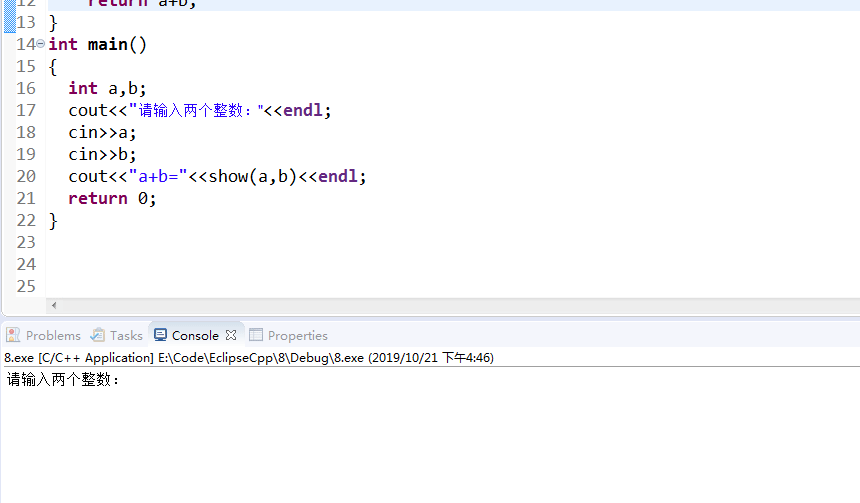 12 return a+b;
13 }
14 int main()
15 {
16 int a,b;
17 cout<<"请输入两个整数："<<endl;
18 cin>>a;
19 cin>>b;
20 cout<<"a+b="<<show(a,b)<<endl;
21 return 0;
22 }
23
24
25
Problems Tasks Console Properties
8.exe [C/C++ Application] E:\Code\EclipseCpp\8\Debug\8.exe (2019/10/21 下午4:46)
请输入两个整数：